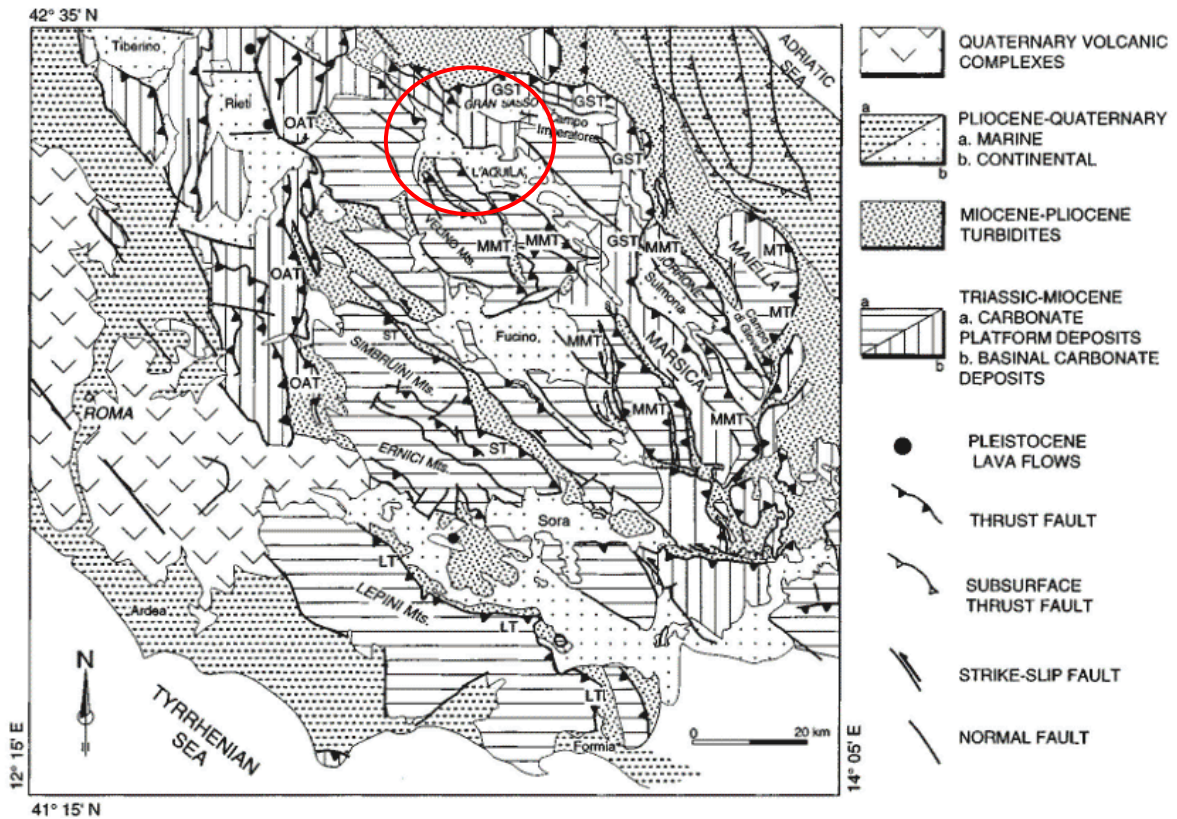 42° 35' N
Tiberino
Rieti
OAT
GST
GRAN SASSO
GST
Campo
Imperatore
GST
ADRIATIC
SEA
L'AQUILA
VELINO Mts.
MMT
MMT
GST
MMT
MORRONE
MAIELLA
MT
OAT
Sulmona
MT
Campo
di Giove
ST
SIMBRUINI Mts.
Fucino
MMT
MARSICA
OAT
ROMA
MMT
MMT
ST
ERNICI Mts.
Sora
LT
LEPINI Mts.
Ardea
LT
N
LT
TYRRHENIAN
SEA
Formia
0
20 km
12° 15' E
14° 05' E
41° 15' N
QUATERNARY VOLCANIC
COMPLEXES
a
b
PLIOCENE-QUATERNARY
a. MARINE
b. CONTINENTAL
MIOCENE-PLIOCENE
TURBIDITES
a
b
TRIASSIC-MIOCENE
a. CARBONATE
PLATFORM DEPOSITS
b. BASINAL CARBONATE
DEPOSITS
PLEISTOCENE
LAVA FLOWS
THRUST FAULT
SUBSURFACE
THRUST FAULT
STRIKE-SLIP FAULT
NORMAL FAULT